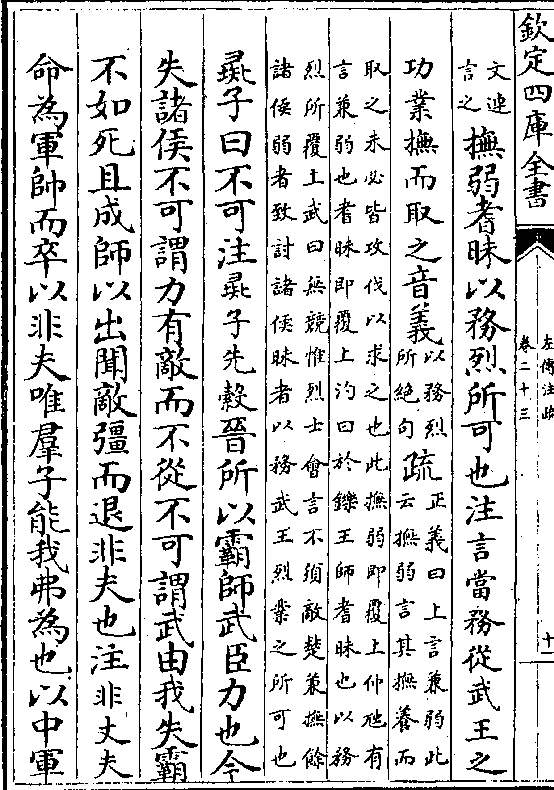 欽定四庫全書
左傳注疏
卷二十三
十
文連
言之
撫弱耆昧以務烈所可也注言當務從武王之
功業撫而取之音義
以務烈
所絶句
疏
正義曰上言兼弱此
云撫弱言其撫養而
取之未必皆攻伐以求之也此撫弱即覆上仲虺有
言兼弱也耆昧即覆上汋曰於鑠王師耆昧也以務
烈所覆上武曰無競惟烈士會言不須敵楚兼撫餘
諸侯弱者致討諸侯昧者以務武王烈業之所可也
彘子曰不可注彘子先縠晉所以霸師武臣力也今
失諸侯不可謂力有敵而不從不可謂武由我失霸
不如死且成師以出聞敵彊而退非夫也注非丈夫
命為軍帥而卒以非夫唯羣子能我弗為也以中軍